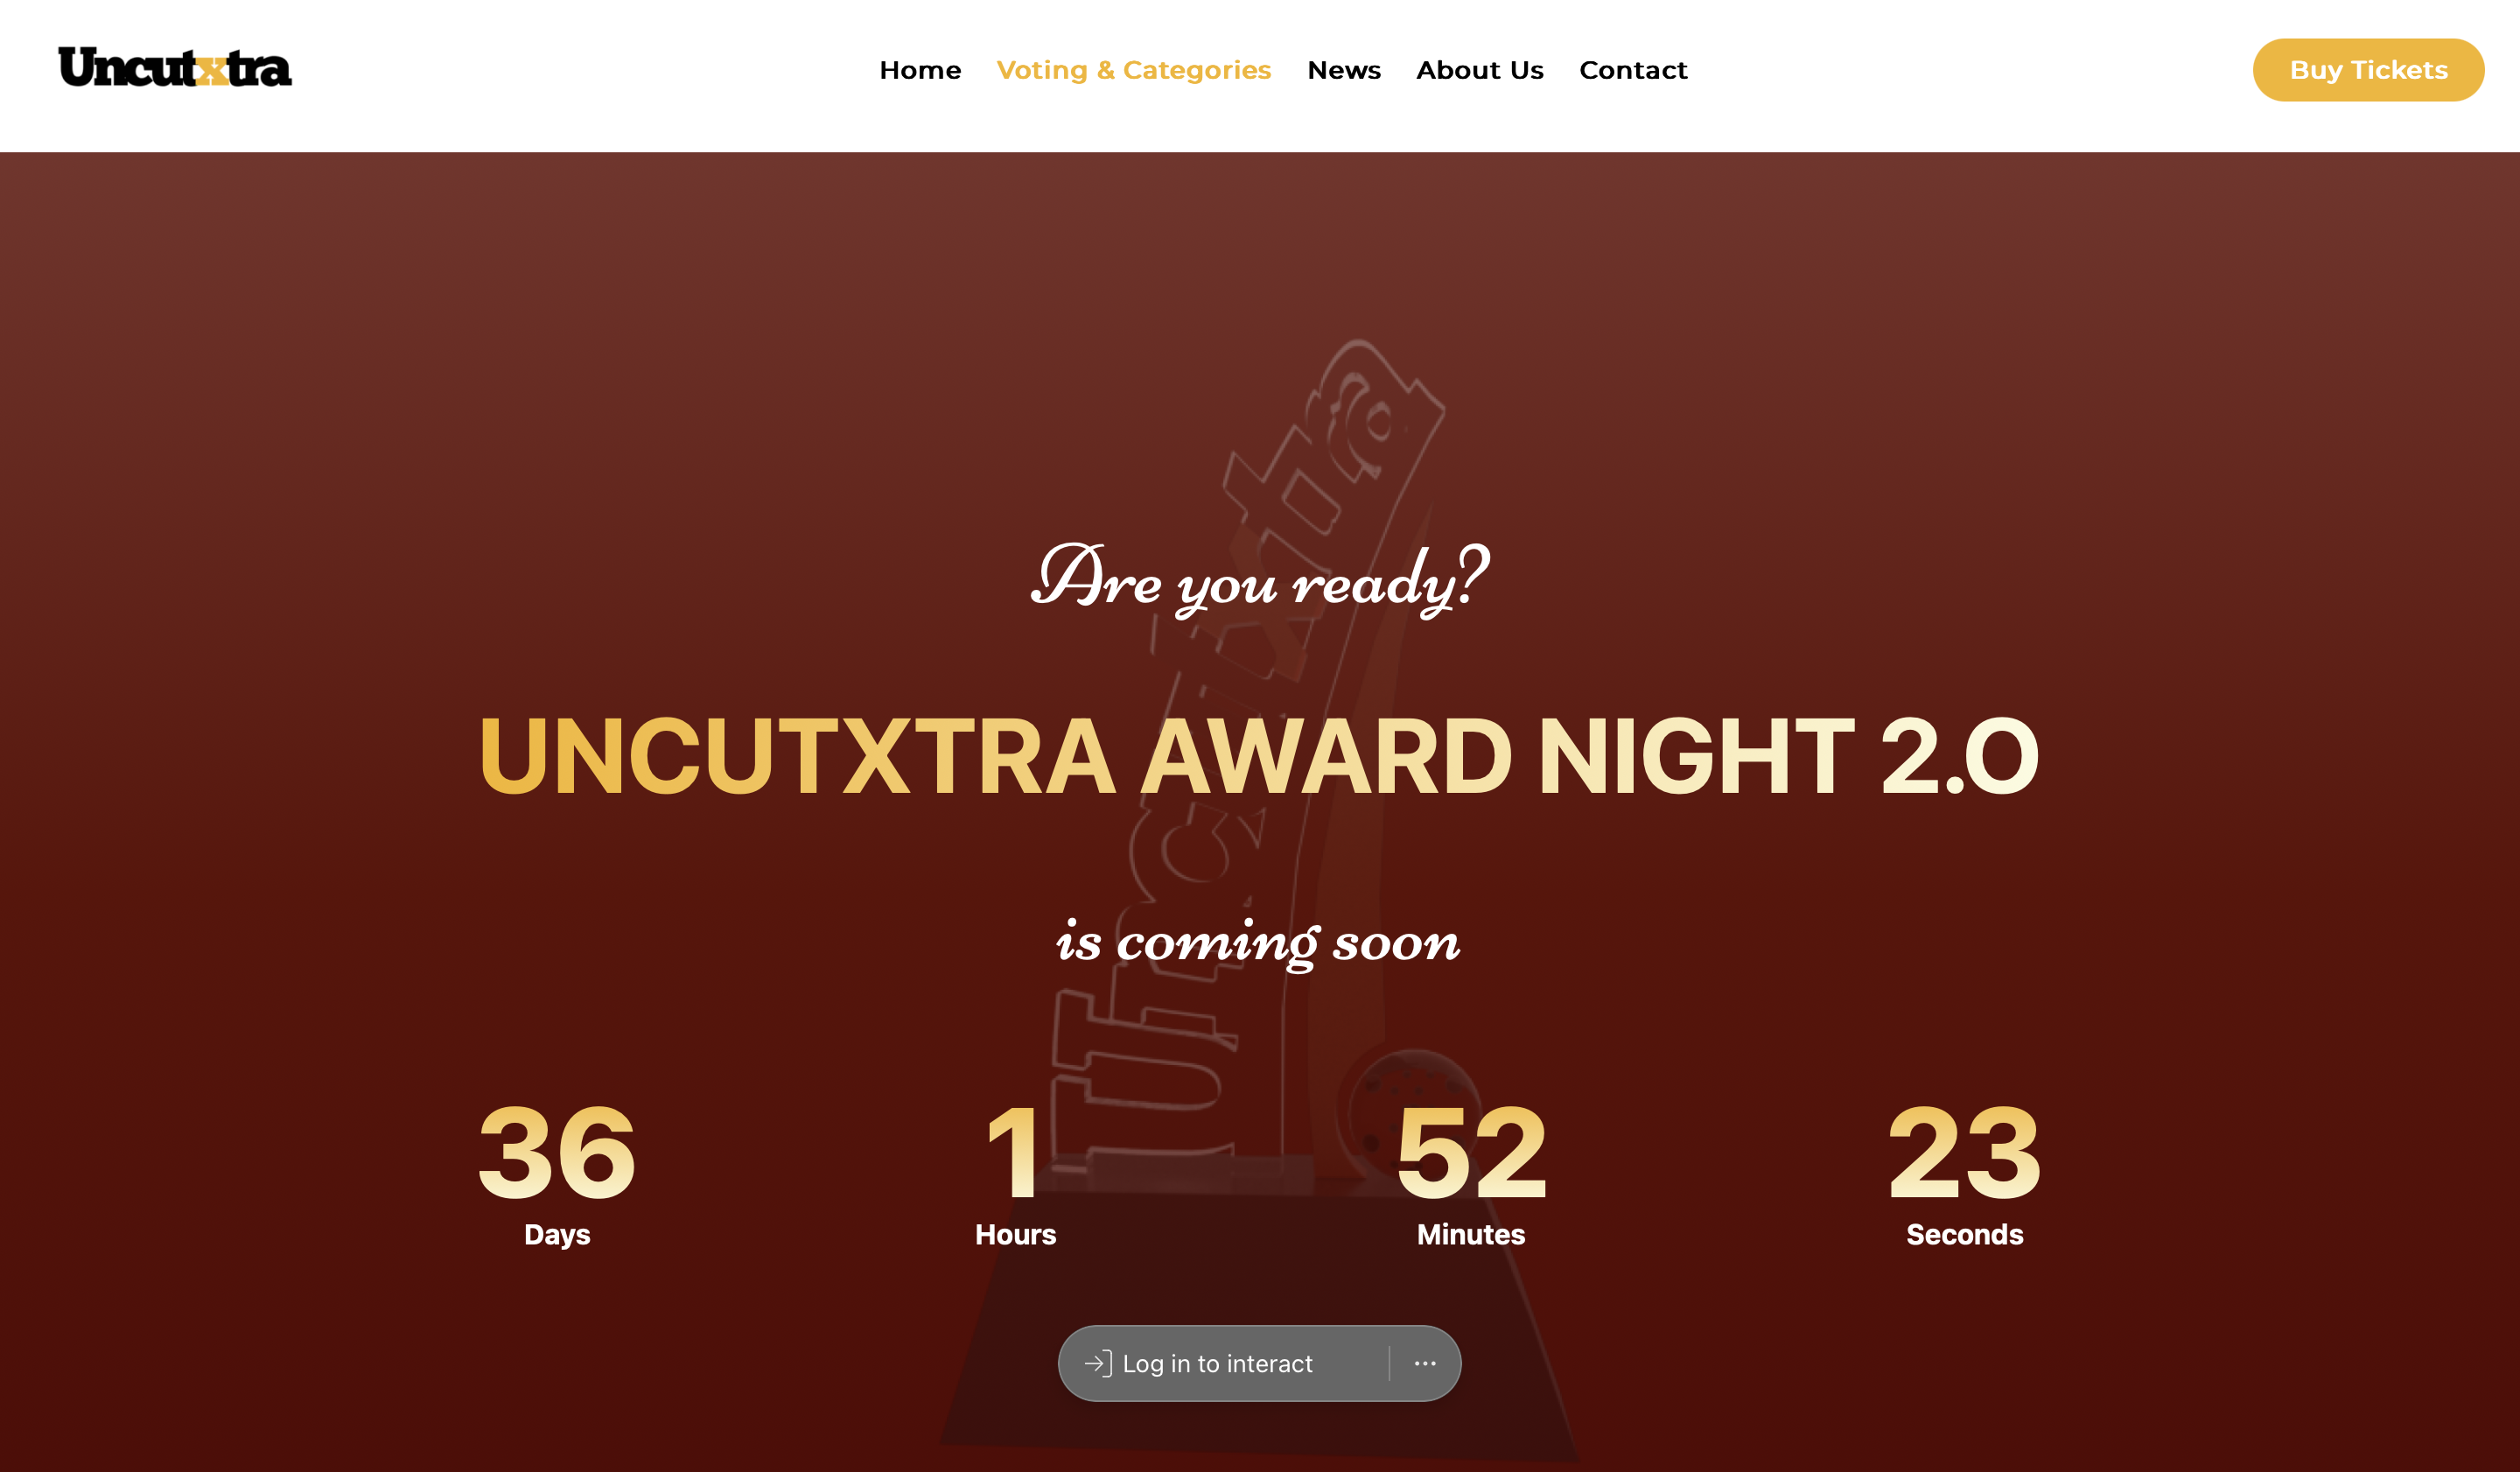 Uncutxtra
Home Voting & Categories News About Us Contact
Buy Tickets
Are you ready?
UNCUTXTRA AWARD NIGHT 2.O
is coming soon
36 1 52 23
Days Hours Minutes Seconds
Log in to interact
Uncutxtra